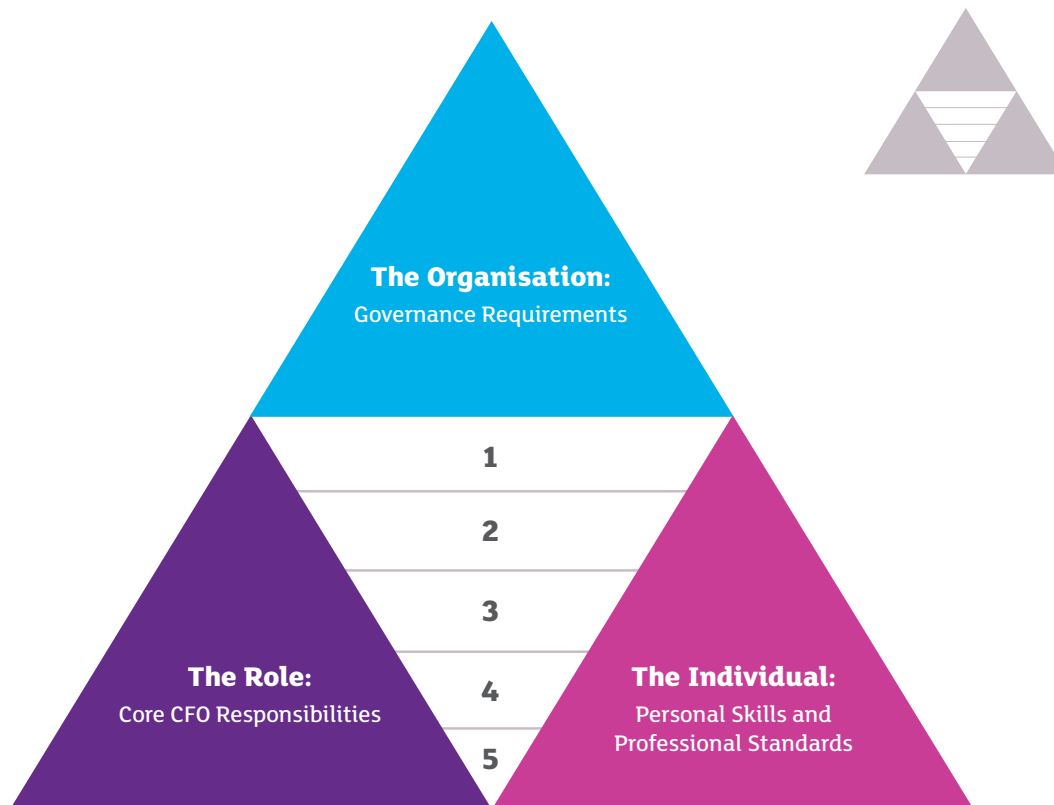 The Organisation:
Governance Requirements
1
2
3
4
5
The Role:
Core CFO Responsibilities
The Individual:
Personal Skills and
Professional Standards